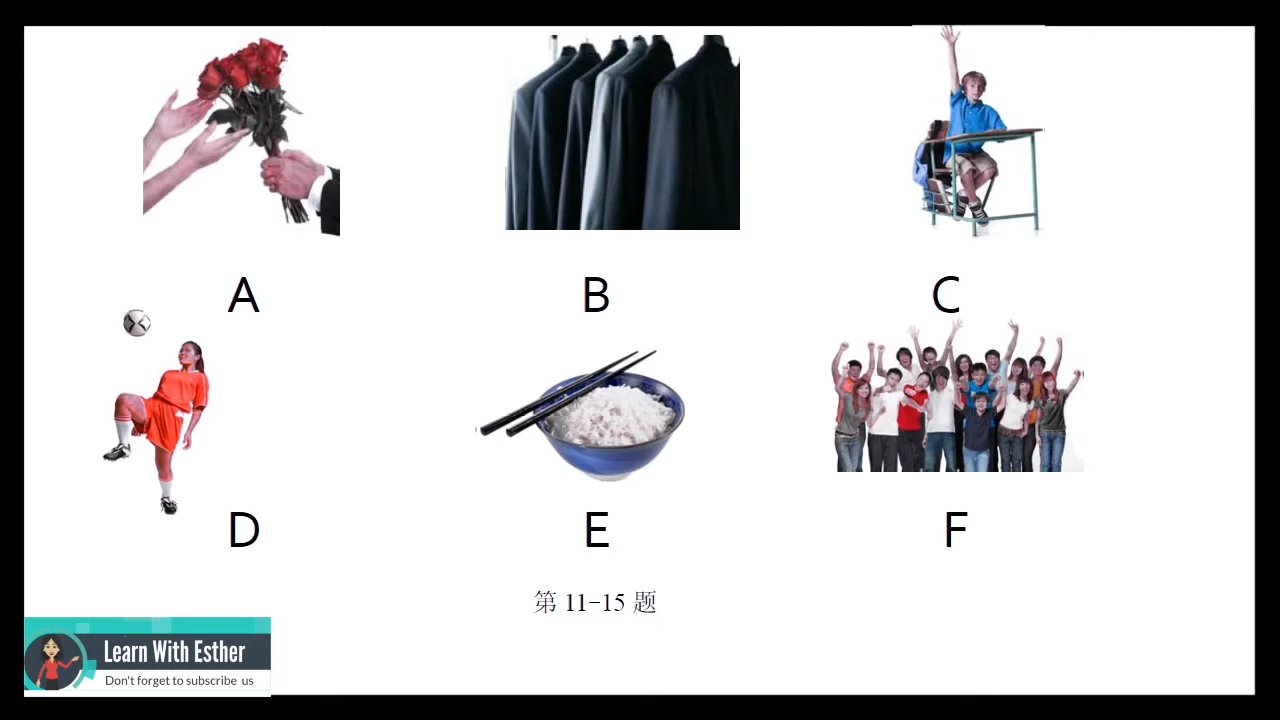 A
B
C
D
E
F
第 11-15 题
Learn With Esther
Don't forget to subscribe us